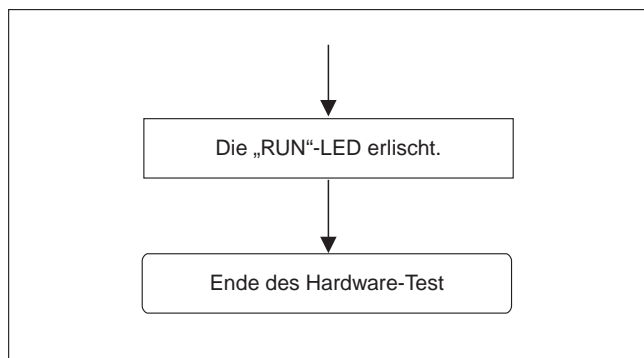 Die „RUN“-LED erlischt.
Ende des Hardware-Test